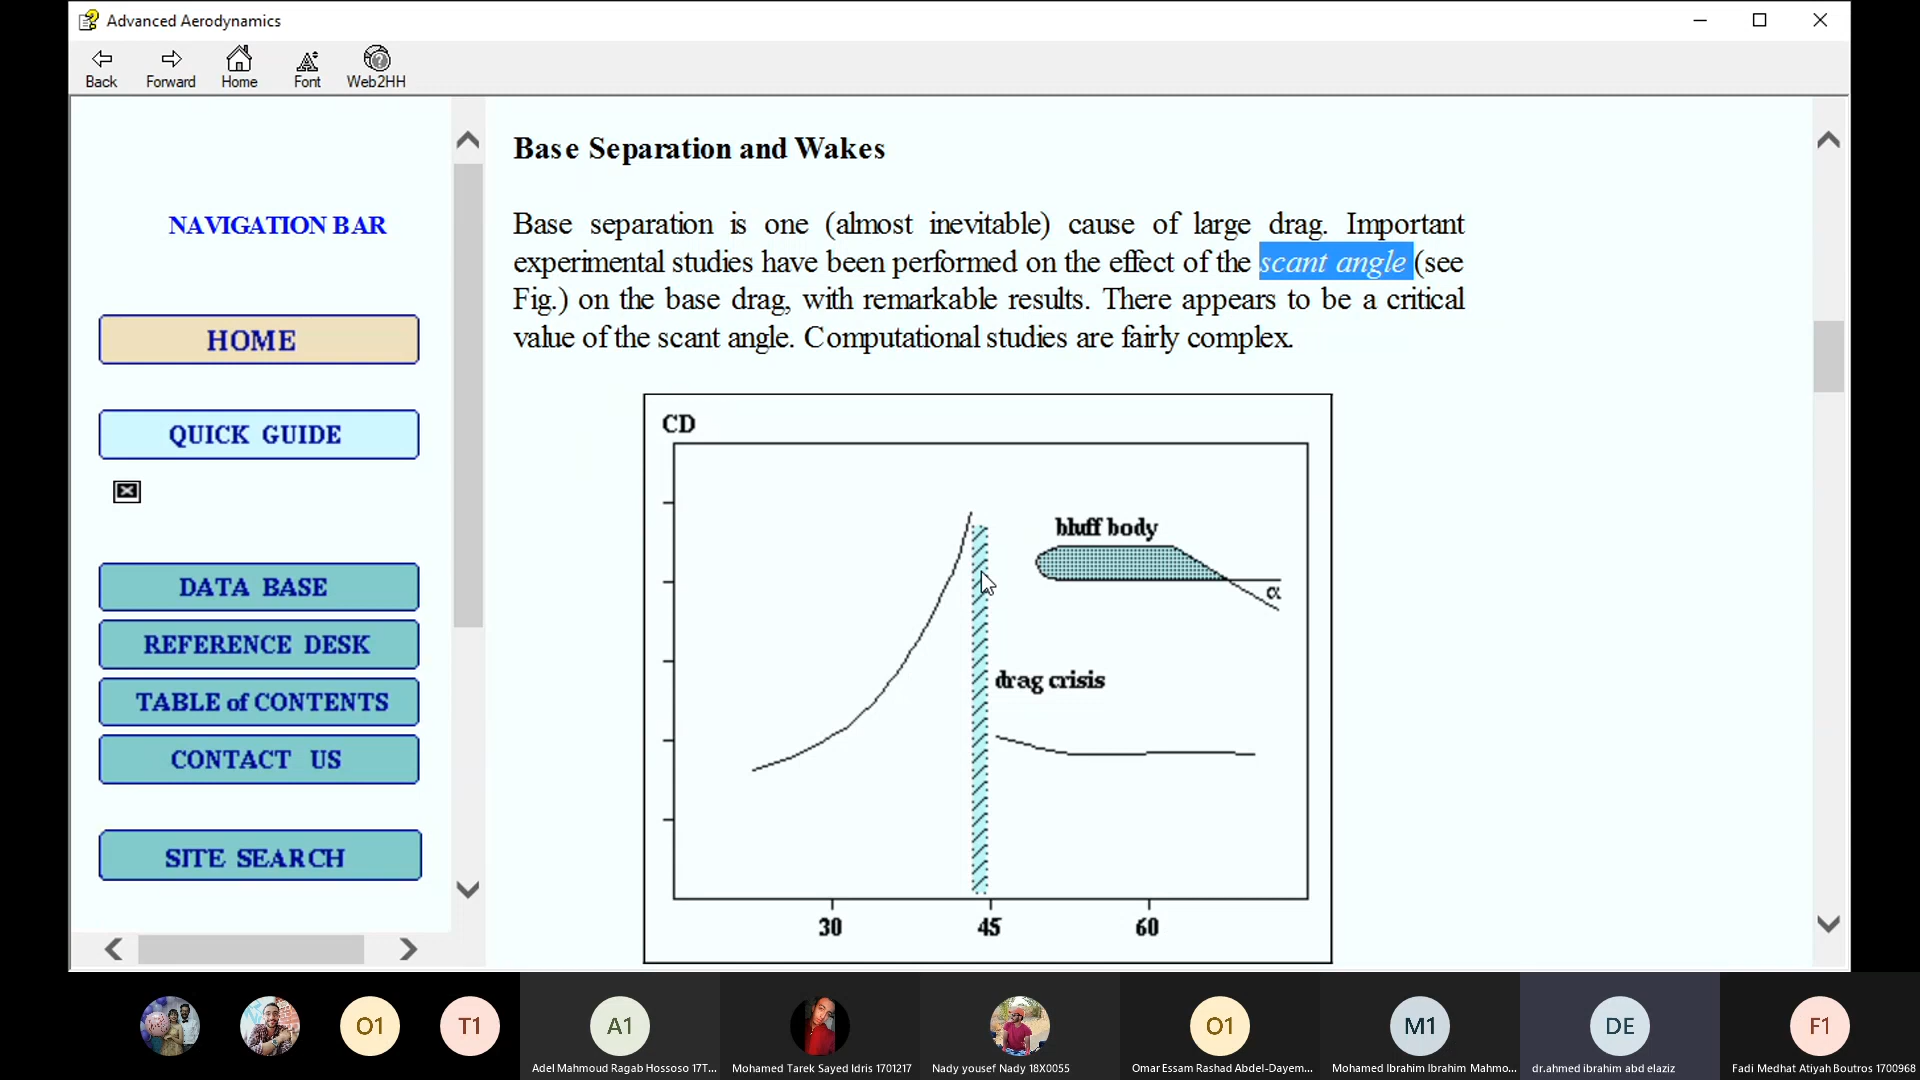 Advanced Aerodynamics
Back Forward Home Font Web2HH
NAVIGATION BAR
HOME
QUICK GUIDE
DATA BASE
REFERENCE DESK
TABLE of CONTENTS
CONTACT US
SITE SEARCH
Base Separation and Wakes
Base separation is one (almost inevitable) cause of large drag. Important
experimental studies have been performed on the effect of the scant angle (see
Fig.) on the base drag, with remarkable results. There appears to be a critical
value of the scant angle. Computational studies are fairly complex.
CD
bluff body
α
drag crisis
30 45 60
O1 T1 A1 O1 M1 DE F1
Adel Mahmoud Ragab Hossoso 17T... Mohamed Tarek Sayed Idris 1701217 Nady yousef Nady 18X0055 Omar Essam Rashad Abdel-Dayem... Mohamed Ibrahim Ibrahim Mahmo... dr.ahmed ibrahim abd elaziz Fadi Medhat Atiyah Boutros 1700968